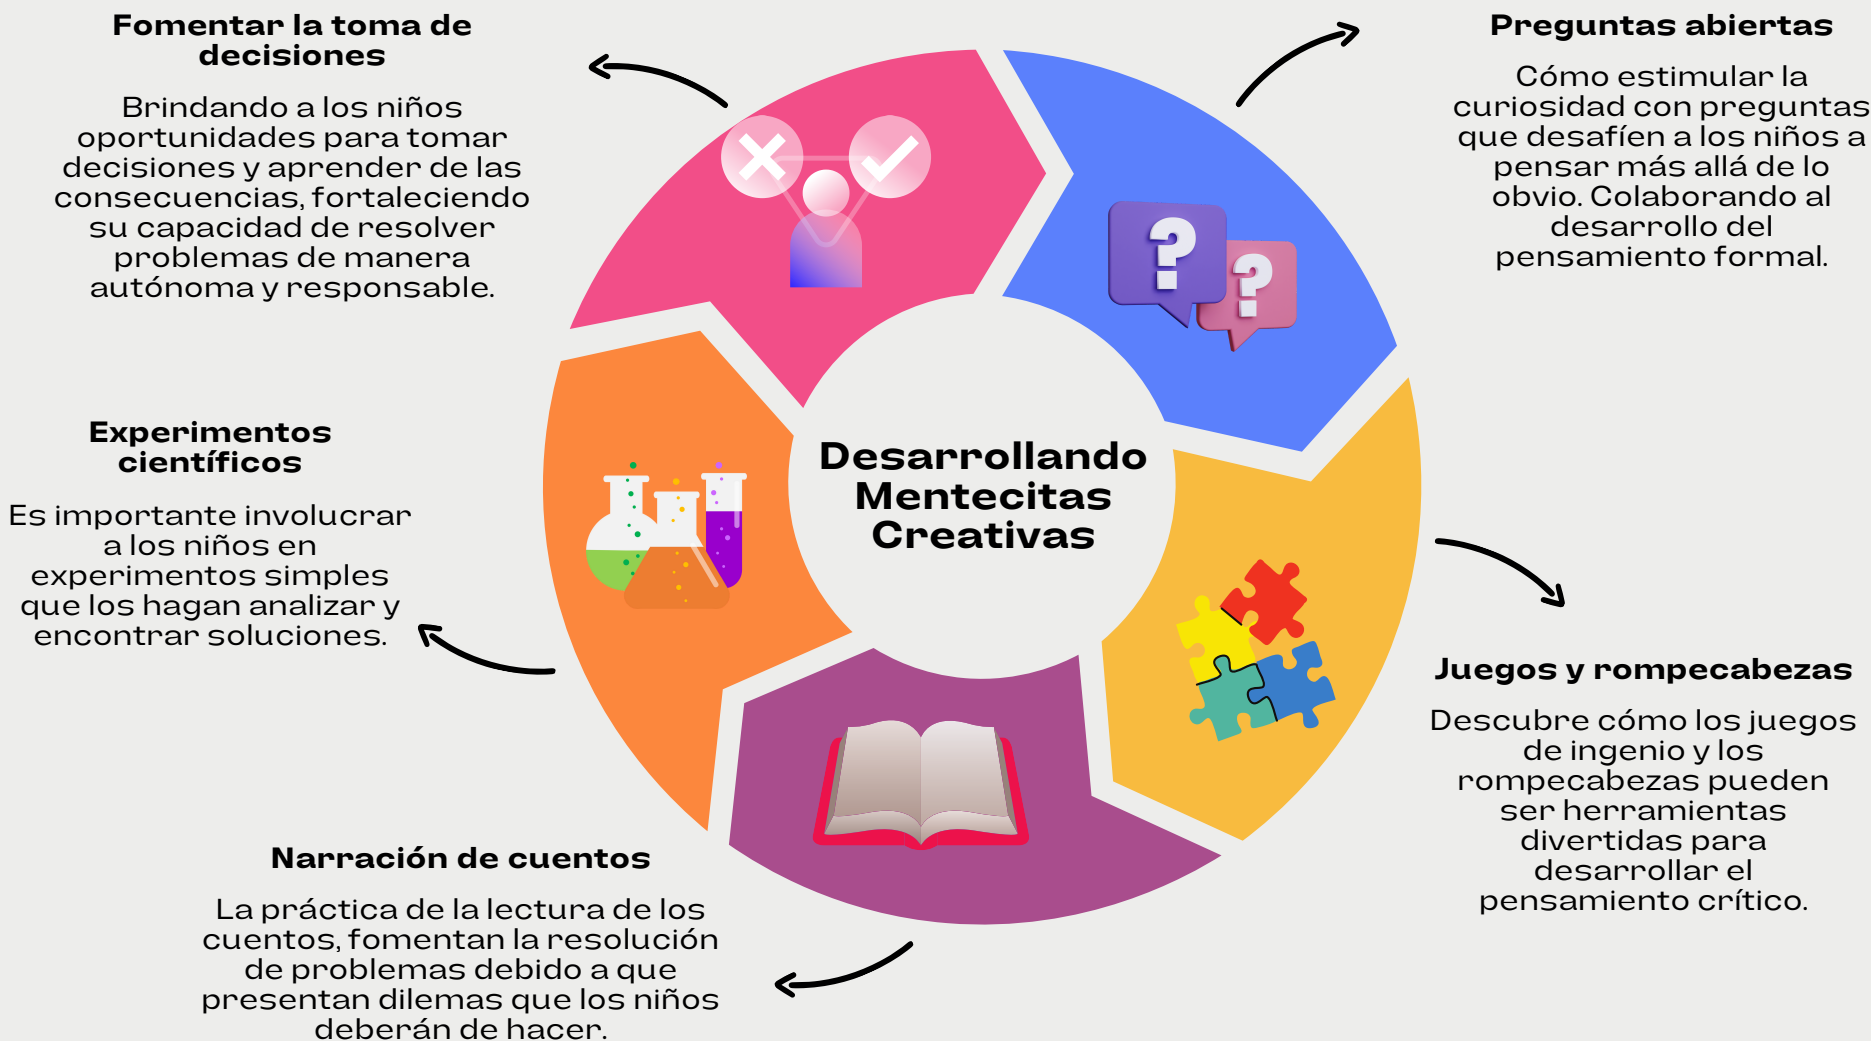 Fomentar la toma de
decisiones
Brindando a los niños
oportunidades para tomar
decisiones y aprender de las
consecuencias, fortaleciendo
su capacidad de resolver
problemas de manera
autónoma y responsable.
Preguntas abiertas
Cómo estimular la
curiosidad con preguntas
que desafíen a los niños a
pensar más allá de lo
obvio. Colaborando al
desarrollo del
pensamiento formal.
Desarrollando
Mentecitas
Creativas
Experimentos
científicos
Es importante involucrar
a los niños en
experimentos simples
que los hagan analizar y
encontrar soluciones.
Juegos y rompecabezas
Descubre cómo los juegos
de ingenio y los
rompecabezas pueden
ser herramientas
divertidas para
desarrollar el
pensamiento crítico.
Narración de cuentos
La práctica de la lectura de los
cuentos, fomentan la resolución
de problemas debido a que
presentan dilemas que los niños
deberán de hacer.
? ?